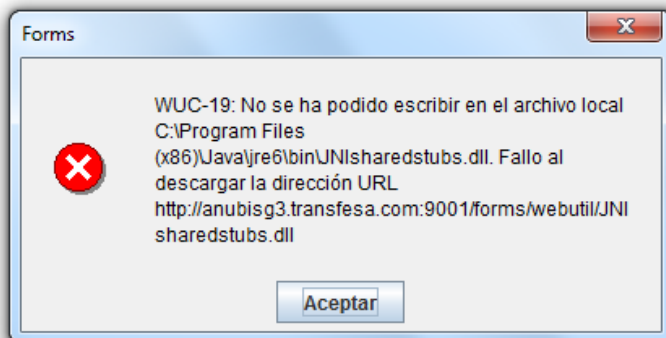 Forms
WUC-19: No se ha podido escribir en el archivo local
C:\Program Files
(x86)\Java\jre6\bin\JNIsharedstubs.dll. Fallo al
descargar la dirección URL
http://anubisg3.transfesa.com:9001/forms/webutil/JNI
sharedstubs.dll
Aceptar